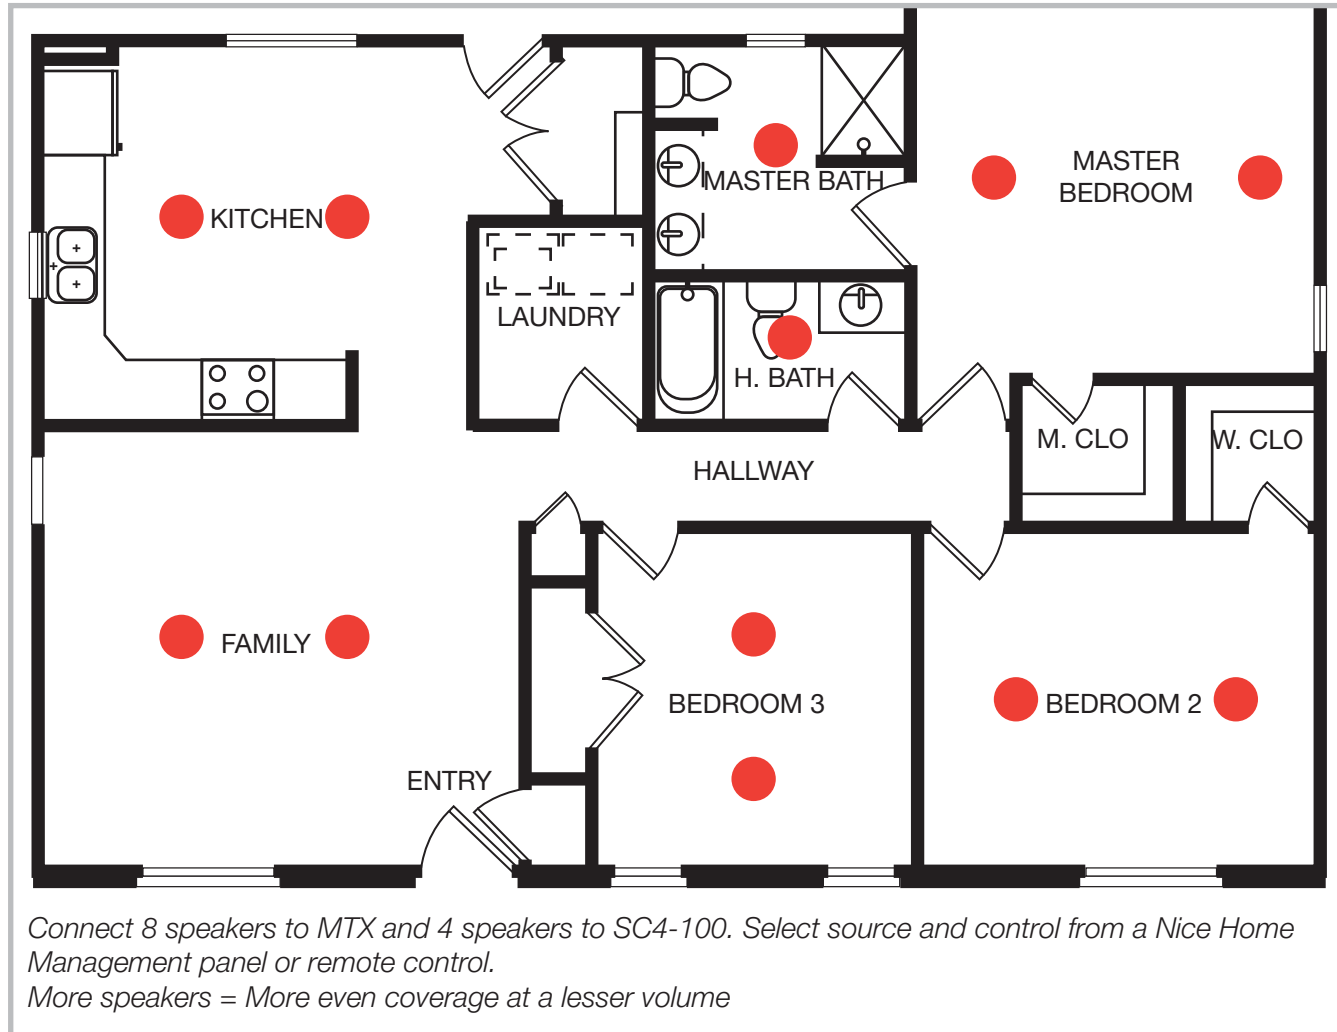 MASTER
BEDROOM
MASTER BATH
KITCHEN
LAUNDRY
H. BATH
M. CLO
W. CLO
HALLWAY
FAMILY
BEDROOM 3
BEDROOM 2
ENTRY
Connect 8 speakers to MTX and 4 speakers to SC4-100. Select source and control from a Nice Home
Management panel or remote control.
More speakers = More even coverage at a lesser volume